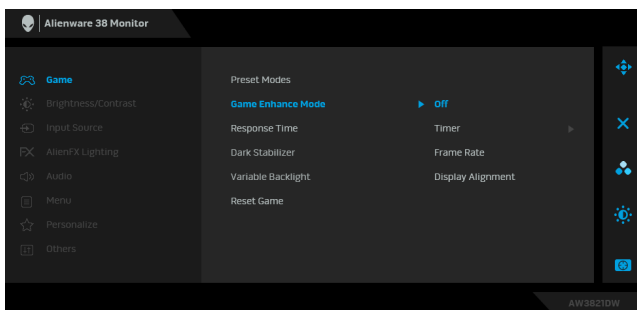 Alienware 38 Monitor
Game
Brightness/Contrast
Input Source
AlienFX Lighting
Audio
Menu
Personalize
Others
Preset Modes
Game Enhance Mode
Response Time
Dark Stabilizer
Variable Backlight
Reset Game
Off
Timer
Frame Rate
Display Alignment
AW3821DW